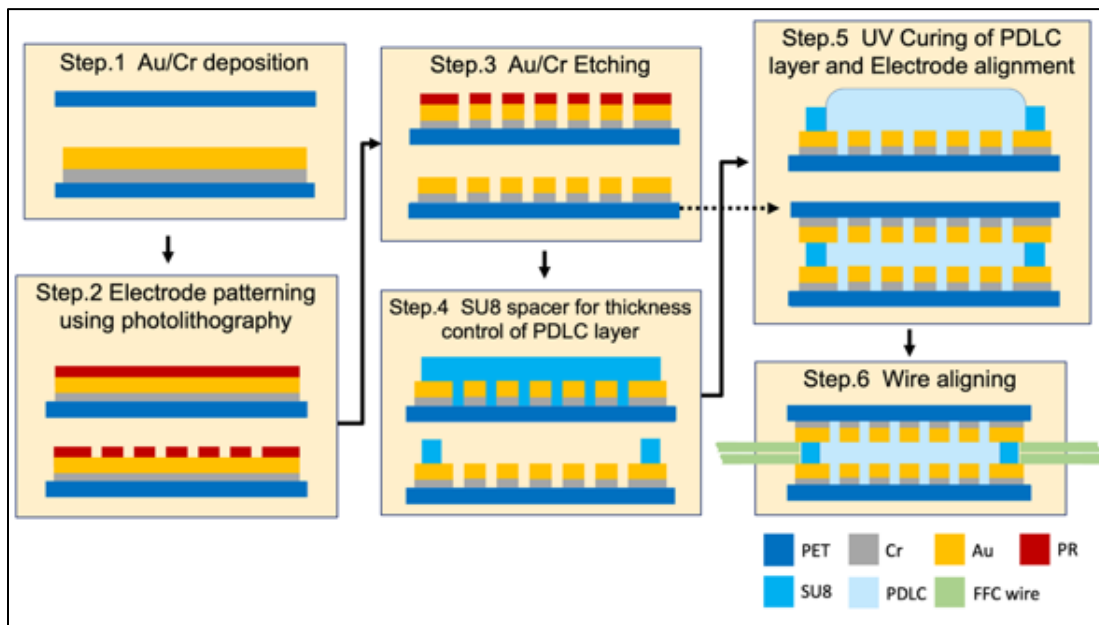 Step.1 Au/Cr deposition
Step.2 Electrode patterning
using photolithography
Step.3 Au/Cr Etching
Step.4 SU8 spacer for thickness
control of PDLC layer
Step.5 UV Curing of PDLC
layer and Electrode alignment
Step.6 Wire aligning
PET
Cr
Au
PR
SU8
PDLC
FFC wire